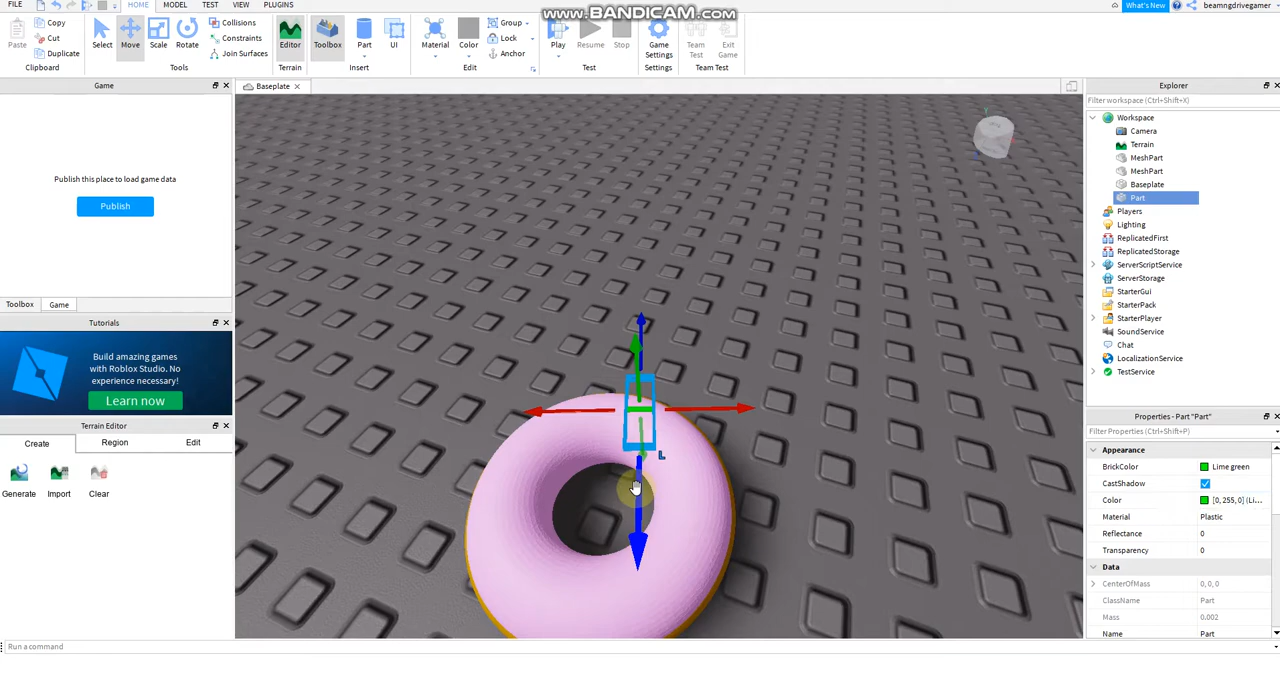 FILE HOME MODEL TEST VIEW PLUGINS
www.BANDICAM.com
What's New beamngdrivegamer
Paste Cut Duplicate
Clipboard
Select Move Scale Rotate
Collisions
Constraints
Join Surfaces
Tools
Editor
Terrain
Toolbox Part UI
Insert
Material Color
Group
Lock
Anchor
Edit
Play Resume Stop
Test
Game Settings
Settings
Team Test Exit Game
Team Test
Game
Publish this place to load game data
Publish
Toolbox Game
Tutorials
Build amazing games
with Roblox Studio. No
experience necessary!
Learn now
Terrain Editor
Create Region Edit
Generate Import Clear
Baseplate
L
Explorer
Filter workspace (Ctrl+Shift+X)
Workspace
Camera
Terrain
MeshPart
MeshPart
Baseplate
Part
Players
Lighting
ReplicatedFirst
ReplicatedStorage
ServerScriptService
ServerStorage
StarterGui
StarterPack
StarterPlayer
SoundService
Chat
LocalizationService
TestService
Properties - Part "Part"
Filter Properties (Ctrl+Shift+P)
Appearance
BrickColor Lime green
CastShadow
Color [0, 255, 0] (Li...
Material Plastic
Reflectance 0
Transparency 0
Data
CenterOfMass 0, 0, 0
ClassName Part
Mass 0.002
Name Part
Run a command